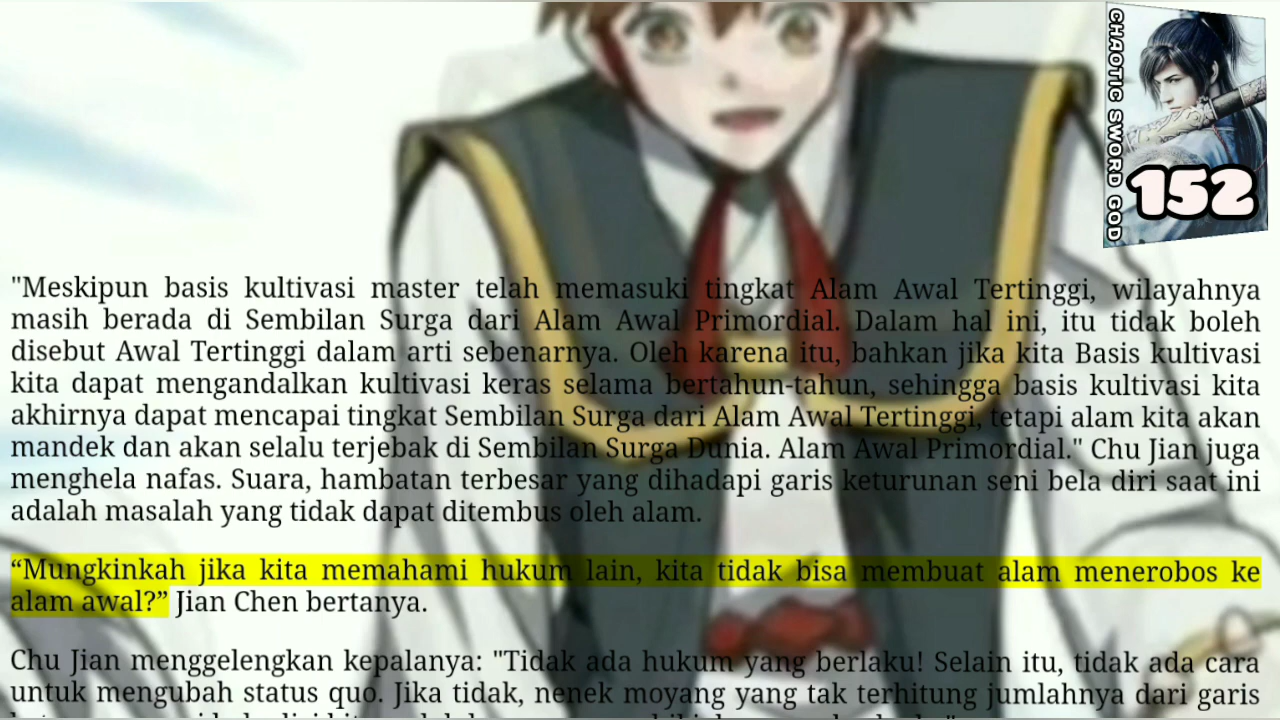 CHAOTIC SWORD GOD
152
"Meskipun basis kultivasi master telah memasuki tingkat Alam Awal Tertinggi, wilayahnya
masih berada di Sembilan Surga dari Alam Awal Primordial. Dalam hal ini, itu tidak boleh
disebut Awal Tertinggi dalam arti sebenarnya. Oleh karena itu, bahkan jika kita Basis kultivasi
kita dapat mengandalkan kultivasi keras selama bertahun-tahun, sehingga basis kultivasi kita
akhirnya dapat mencapai tingkat Sembilan Surga dari Alam Awal Tertinggi, tetapi alam kita akan
mandek dan akan selalu terjebak di Sembilan Surga Dunia. Alam Awal Primordial." Chu Jian juga
menghela nafas. Suara, hambatan terbesar yang dihadapi garis keturunan seni bela diri saat ini
adalah masalah yang tidak dapat ditembus oleh alam.
“Mungkinkah jika kita memahami hukum lain, kita tidak bisa membuat alam menerobos ke
alam awal?” Jian Chen bertanya.
Chu Jian menggelengkan kepalanya: "Tidak ada hukum yang berlaku! Selain itu, tidak ada cara
untuk mengubah status quo. Jika tidak, nenek moyang yang tak terhitung jumlahnya dari garis